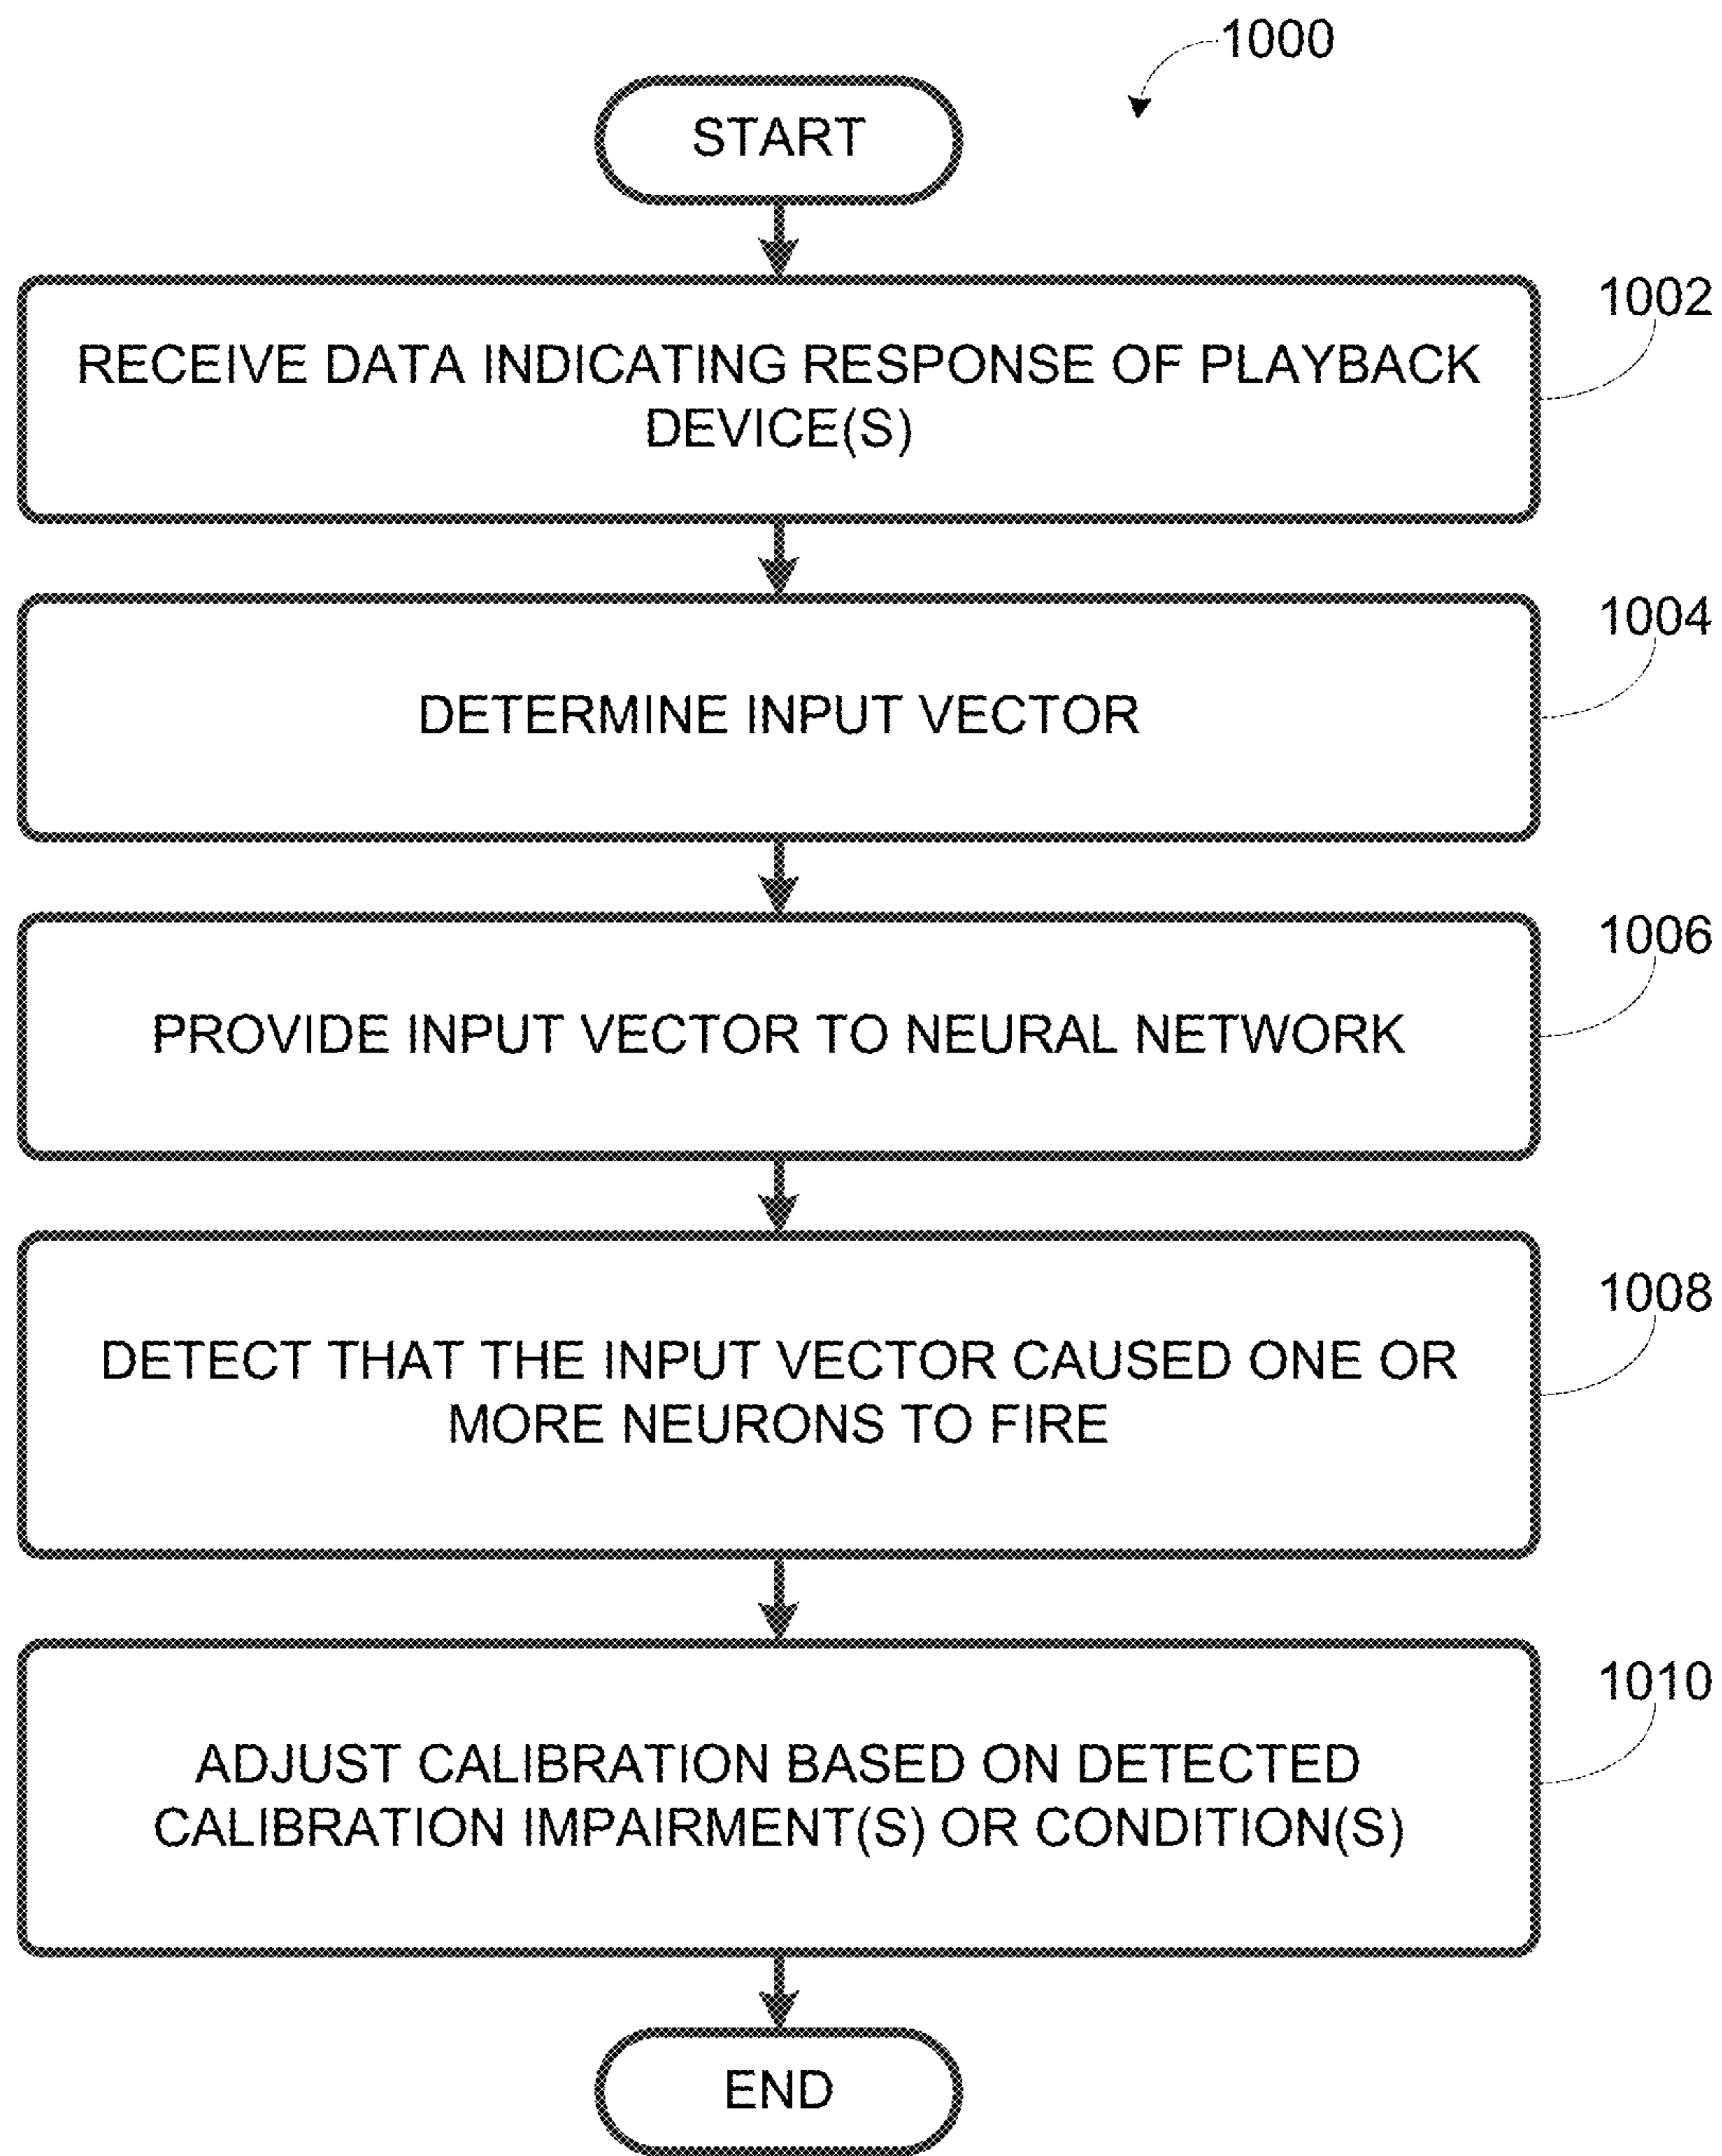 1000
START
1002
RECEIVE DATA INDICATING RESPONSE OF PLAYBACK
DEVICE(S)
1004
DETERMINE INPUT VECTOR
1006
PROVIDE INPUT VECTOR TO NEURAL NETWORK
1008
DETECT THAT THE INPUT VECTOR CAUSED ONE OR
MORE NEURONS TO FIRE
1010
ADJUST CALIBRATION BASED ON DETECTED
CALIBRATION IMPAIRMENT(S) OR CONDITION(S)
END